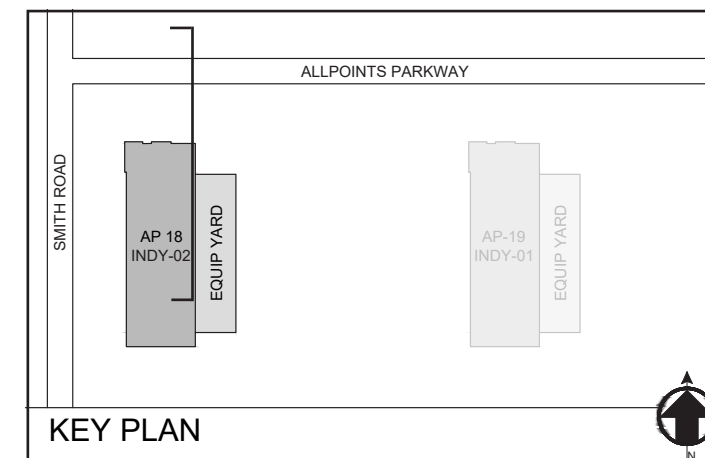 ALLPOINTS PARKWAY
SMITH ROAD
AP 18
INDY-02
EQUIP YARD
AP-19
INDY-01
EQUIP YARD
KEY PLAN
N